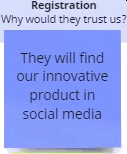 Registration
Why would they trust us?
They will find
our innovative
product in
social media